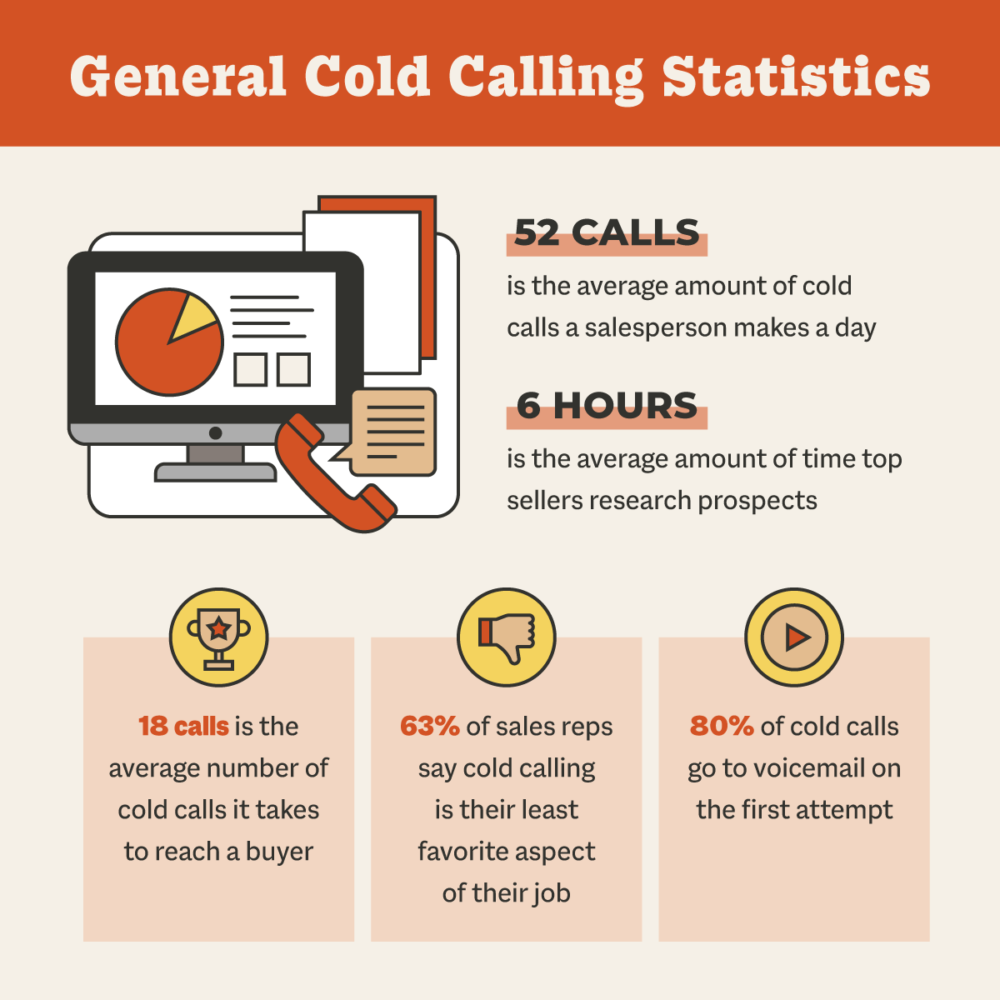 General Cold Calling Statistics
52 CALLS
is the average amount of cold
calls a salesperson makes a day
6 HOURS
is the average amount of time top
sellers research prospects
18 calls is the
average number of
cold calls it takes
to reach a buyer
63% of sales reps
say cold calling
is their least
favorite aspect
of their job
80% of cold calls
go to voicemail on
the first attempt